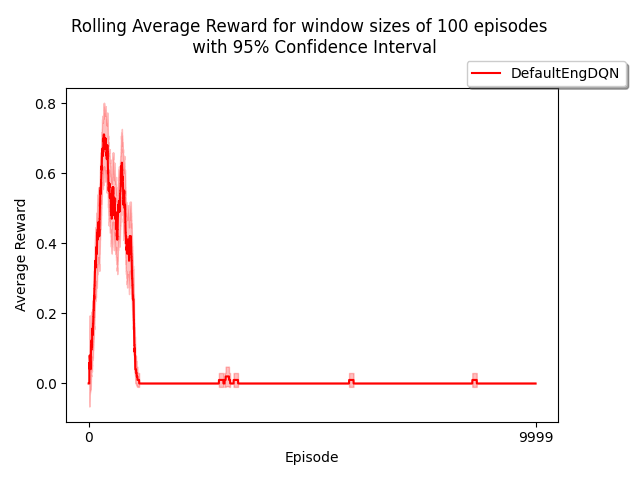 Rolling Average Reward for window sizes of 100 episodes
with 95% Confidence Interval
DefaultEngDQN
0.8
0.6
0.4
0.2
0.0
Average Reward
0 9999
Episode